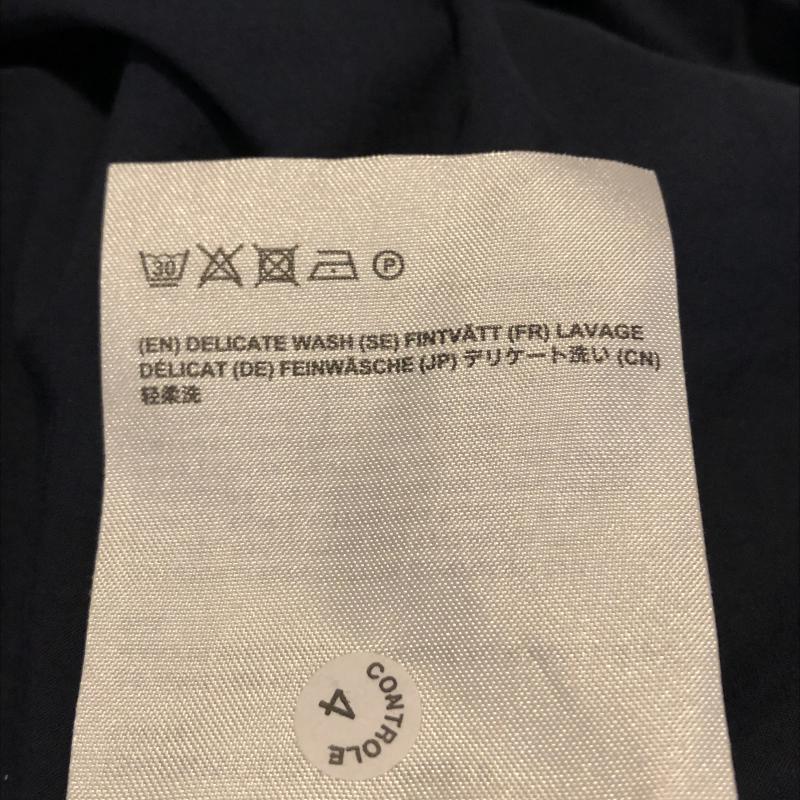 30 P
(EN) DELICATE WASH (SE) FINTVÄTT (FR) LAVAGE
DÉLICAT (DE) FEINWÄSCHE (JP) デリケート洗い (CN)
轻柔洗
CONTROLE
4